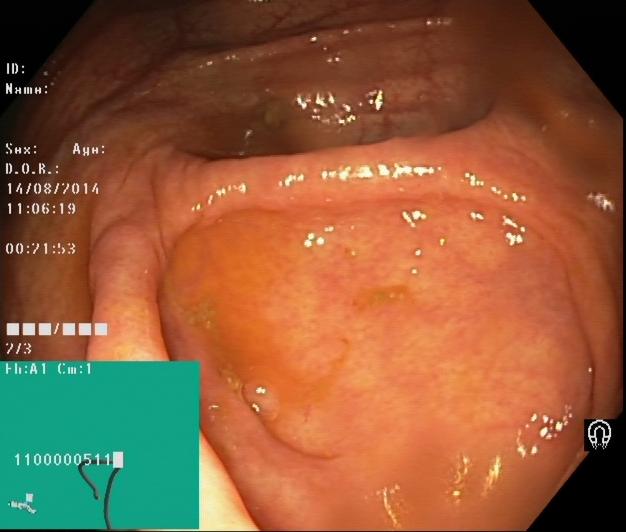 ID:
Name:
Sex: Age:
D.O.R.:
14/08/2014
11:06:19
00:21:53
■■■/■■■
2/3
Eh:A1 Cm:1
1100000511